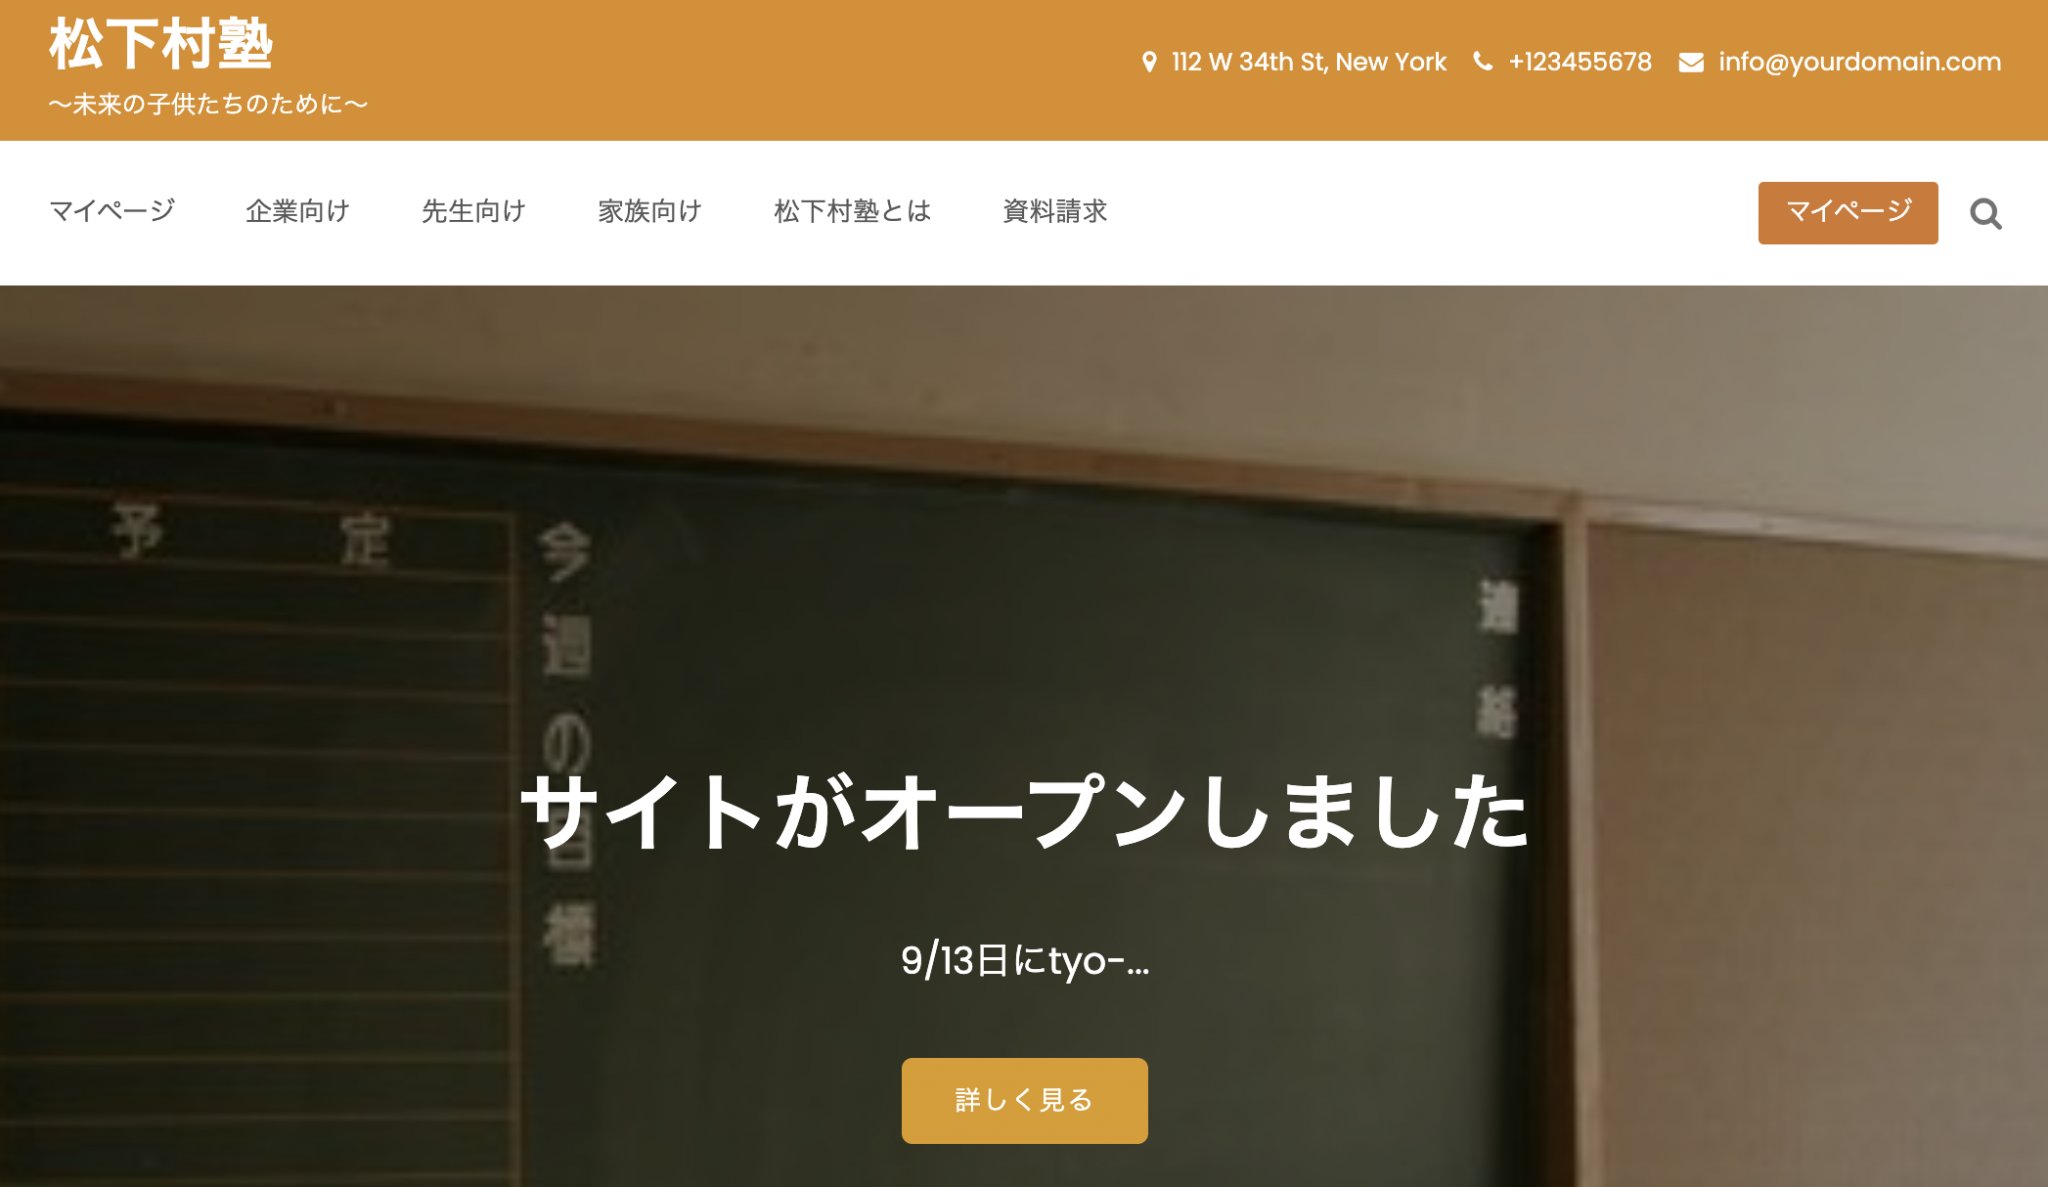 松下村塾
〜未来の子供たちのために〜
112 W 34th St, New York +123455678 info@yourdomain.com
マイページ 企業向け 先生向け 家族向け 松下村塾とは 資料請求 マイページ
予定
今週の目標
連絡
サイトがオープンしました
9/13日にtyo-...
詳しく見る